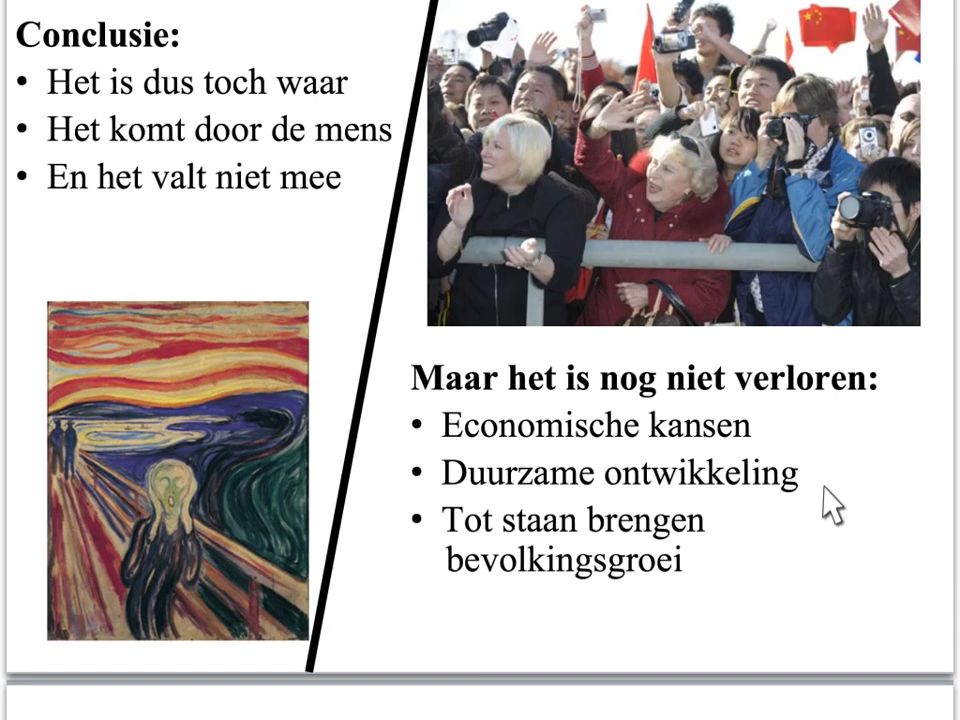 Conclusie:
• Het is dus toch waar
• Het komt door de mens
• En het valt niet mee
Maar het is nog niet verloren:
• Economische kansen
• Duurzame ontwikkeling
• Tot staan brengen
bevolkingsgroei